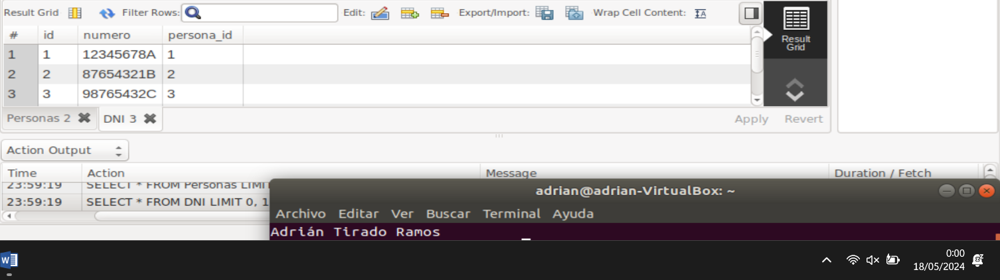 Result Grid Filter Rows: Edit: Export/Import: Wrap Cell Content:
# id numero persona_id
1 1 12345678A 1
2 2 87654321B 2
3 3 98765432C 3
Result
Grid
Personas 2 DNI 3 Apply Revert
Action Output
Time Action Message Duration / Fetch
23:59:19 SELECT * FROM Personas LIMI
23:59:19 SELECT * FROM DNI LIMIT 0, 1
adrian@adrian-VirtualBox: ~
Archivo Editar Ver Buscar Terminal Ayuda
Adrián Tirado Ramos
W
0:00
18/05/2024